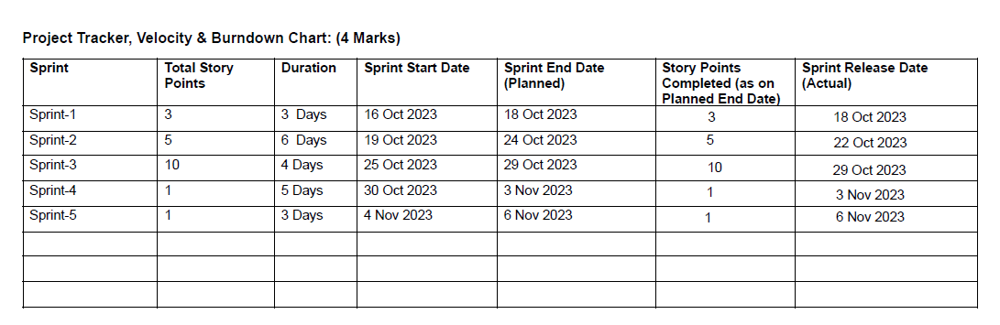 Project Tracker, Velocity & Burndown Chart: (4 Marks)
Sprint Total Story Points Duration Sprint Start Date Sprint End Date (Planned) Story Points Completed (as on Planned End Date) Sprint Release Date (Actual)
Sprint-1 3 3 Days 16 Oct 2023 18 Oct 2023 3 18 Oct 2023
Sprint-2 5 6 Days 19 Oct 2023 24 Oct 2023 5 22 Oct 2023
Sprint-3 10 4 Days 25 Oct 2023 29 Oct 2023 10 29 Oct 2023
Sprint-4 1 5 Days 30 Oct 2023 3 Nov 2023 1 3 Nov 2023
Sprint-5 1 3 Days 4 Nov 2023 6 Nov 2023 1 6 Nov 2023